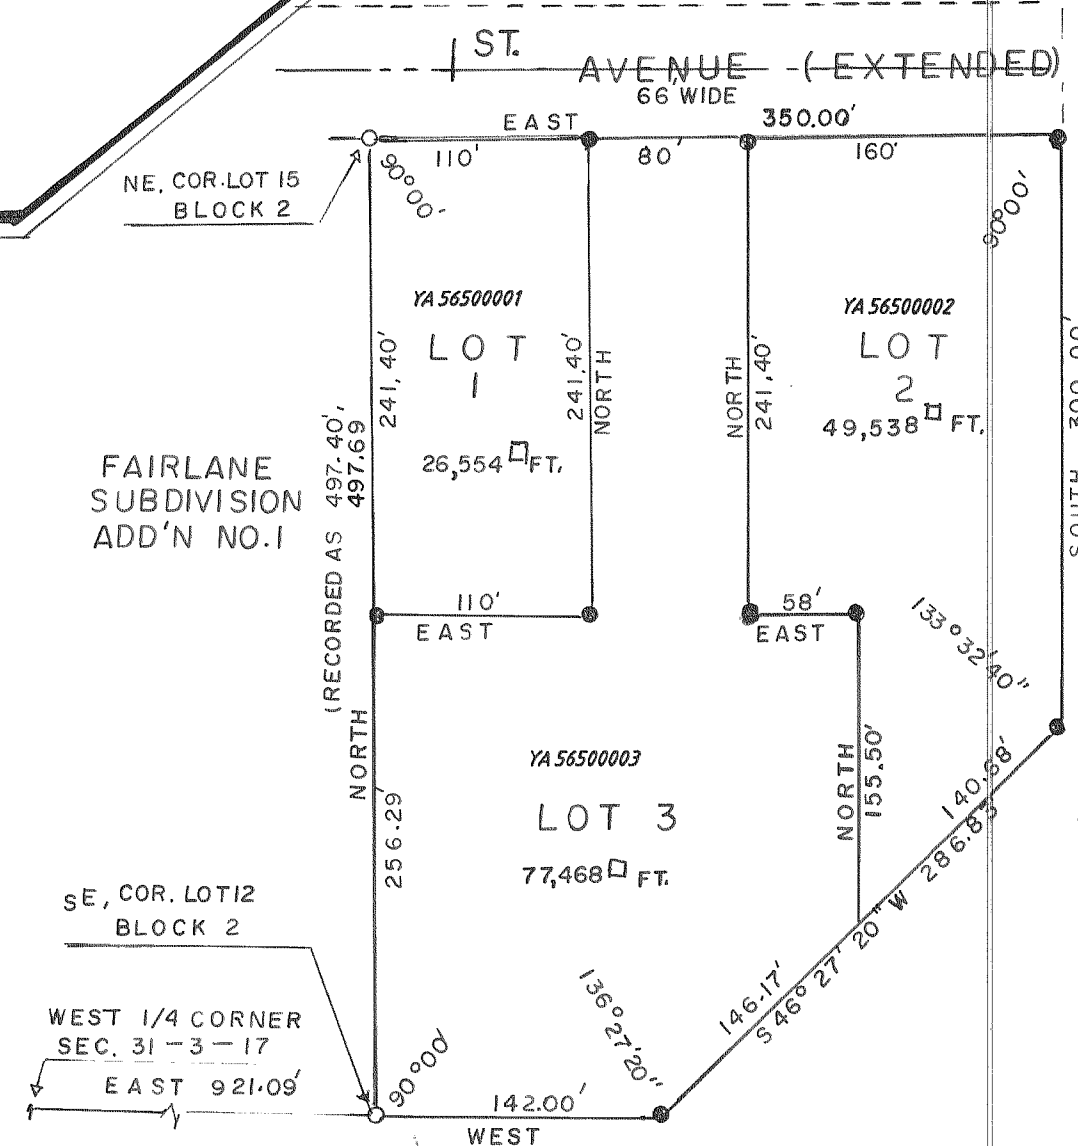 ST.
AVENUE (EXTENDED)
66' WIDE
EAST
350.00'
110'
80'
160'
NE, COR. LOT 15
BLOCK 2
90°00'
90°00'
YA 56500001
LOT
1
26,554 □ FT.
241.40'
241.40'
NORTH
NORTH
241.40'
YA 56500002
LOT
2
49,538 □ FT.
SOUTH
FAIRLANE
SUBDIVISION
ADD'N NO. 1
(RECORDED AS 497.40',
497.69
110'
EAST
58'
EAST
133°32'40"
NORTH
256.29
YA 56500003
LOT 3
77,468 □ FT.
NORTH
155.50'
140.68'
S 46° 27' 20" W 286.85
146.17'
136°27'20"
SE, COR. LOT 12
BLOCK 2
WEST 1/4 CORNER
SEC. 31-3-17
EAST 921.09'
90°00'
142.00'
WEST